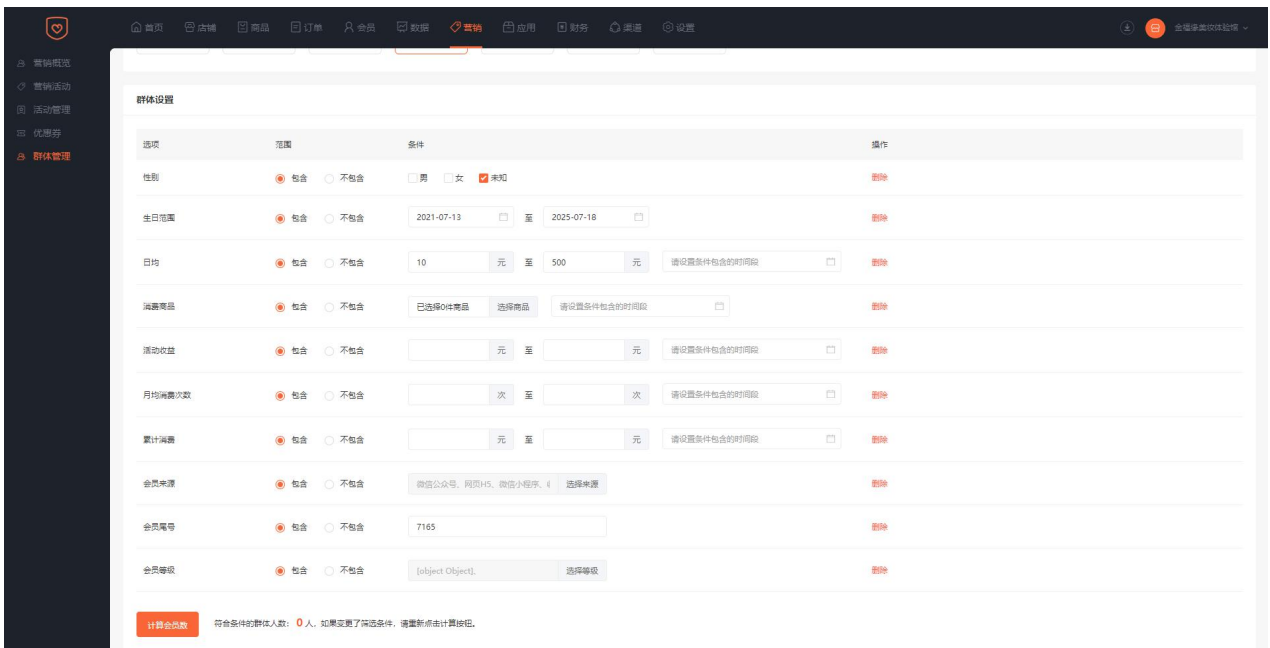 首页 店铺 商品 订单 会员 数据 营销 应用 财务 渠道 设置 金福缘美妆体验馆
营销概览
营销活动
活动管理
优惠券
群体管理
群体设置
选项 范围 条件 操作
性别 包含 不包含 男 女 未知 删除
生日范围 包含 不包含 2021-07-13 至 2025-07-18 删除
日均 包含 不包含 10 元 至 500 元 请设置条件包含的时间段 删除
消费商品 包含 不包含 已选择0件商品 选择商品 请设置条件包含的时间段 删除
活动收益 包含 不包含 元 至 元 请设置条件包含的时间段 删除
月均消费次数 包含 不包含 次 至 次 请设置条件包含的时间段 删除
累计消费 包含 不包含 元 至 元 请设置条件包含的时间段 删除
会员来源 包含 不包含 微信公众号、网页H5、微信小程序、 选择来源 删除
会员尾号 包含 不包含 7165 删除
会员等级 包含 不包含 [object Object], 选择等级 删除
计算会员数 符合条件的群体人数: 0 人, 如果变更了筛选条件, 请重新点击计算按钮。